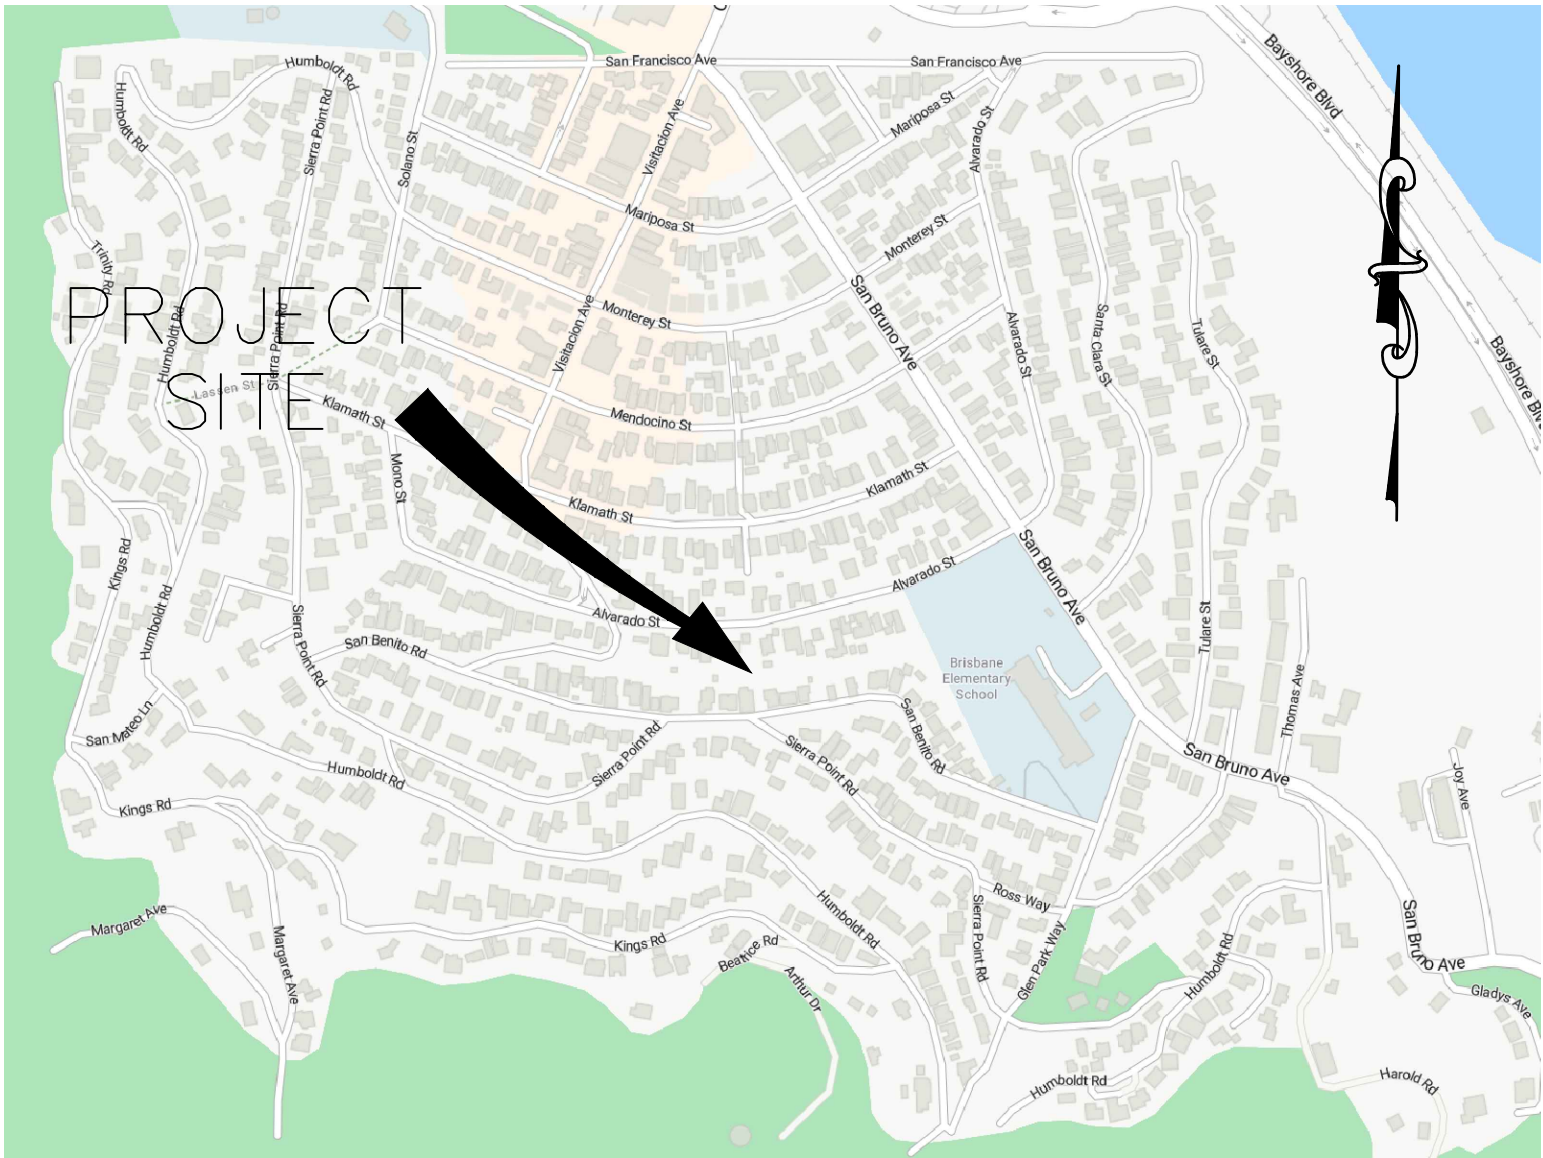 San Francisco Ave
San Francisco Ave
Bayshore Blvd
Humboldt Rd
Humboldt Rd
Sierra Point Rd
Solano St
Visitacion Ave
Mariposa St
Alvarado St
Mariposa St
Monterey St
Trinity Rd
PROJECT
SITE
Humboldt Rd
Sierra Point Rd
Lassen St
Klamath St
Monterey St
Visitacion Ave
San Bruno Ave
Alvarado St
Santa Clara St
Tulare St
Bayshore Blv
Mendocino St
Mono St
Klamath St
Klamath St
Kings Rd
Humboldt Rd
San Bruno Ave
Alvarado St
Alvarado St
Sierra Point Rd
San Benito Rd
Tulare St
Brisbane
Elementary
School
Thomas Ave
San Mateo Ln
San Benito Rd
Sierra Point Rd
Sierra Point Rd
San Bruno Ave
Humboldt Rd
Joy Ave
Kings Rd
Ross Way
Humboldt Rd
Margaret Ave
Margaret Ave
Kings Rd
Beatrice Rd
Arthur Dr
Sierra Point Rd
Glen Park Way
Humboldt Rd
San Bruno Ave
Gladys Ave
Humboldt Rd
Harold Rd